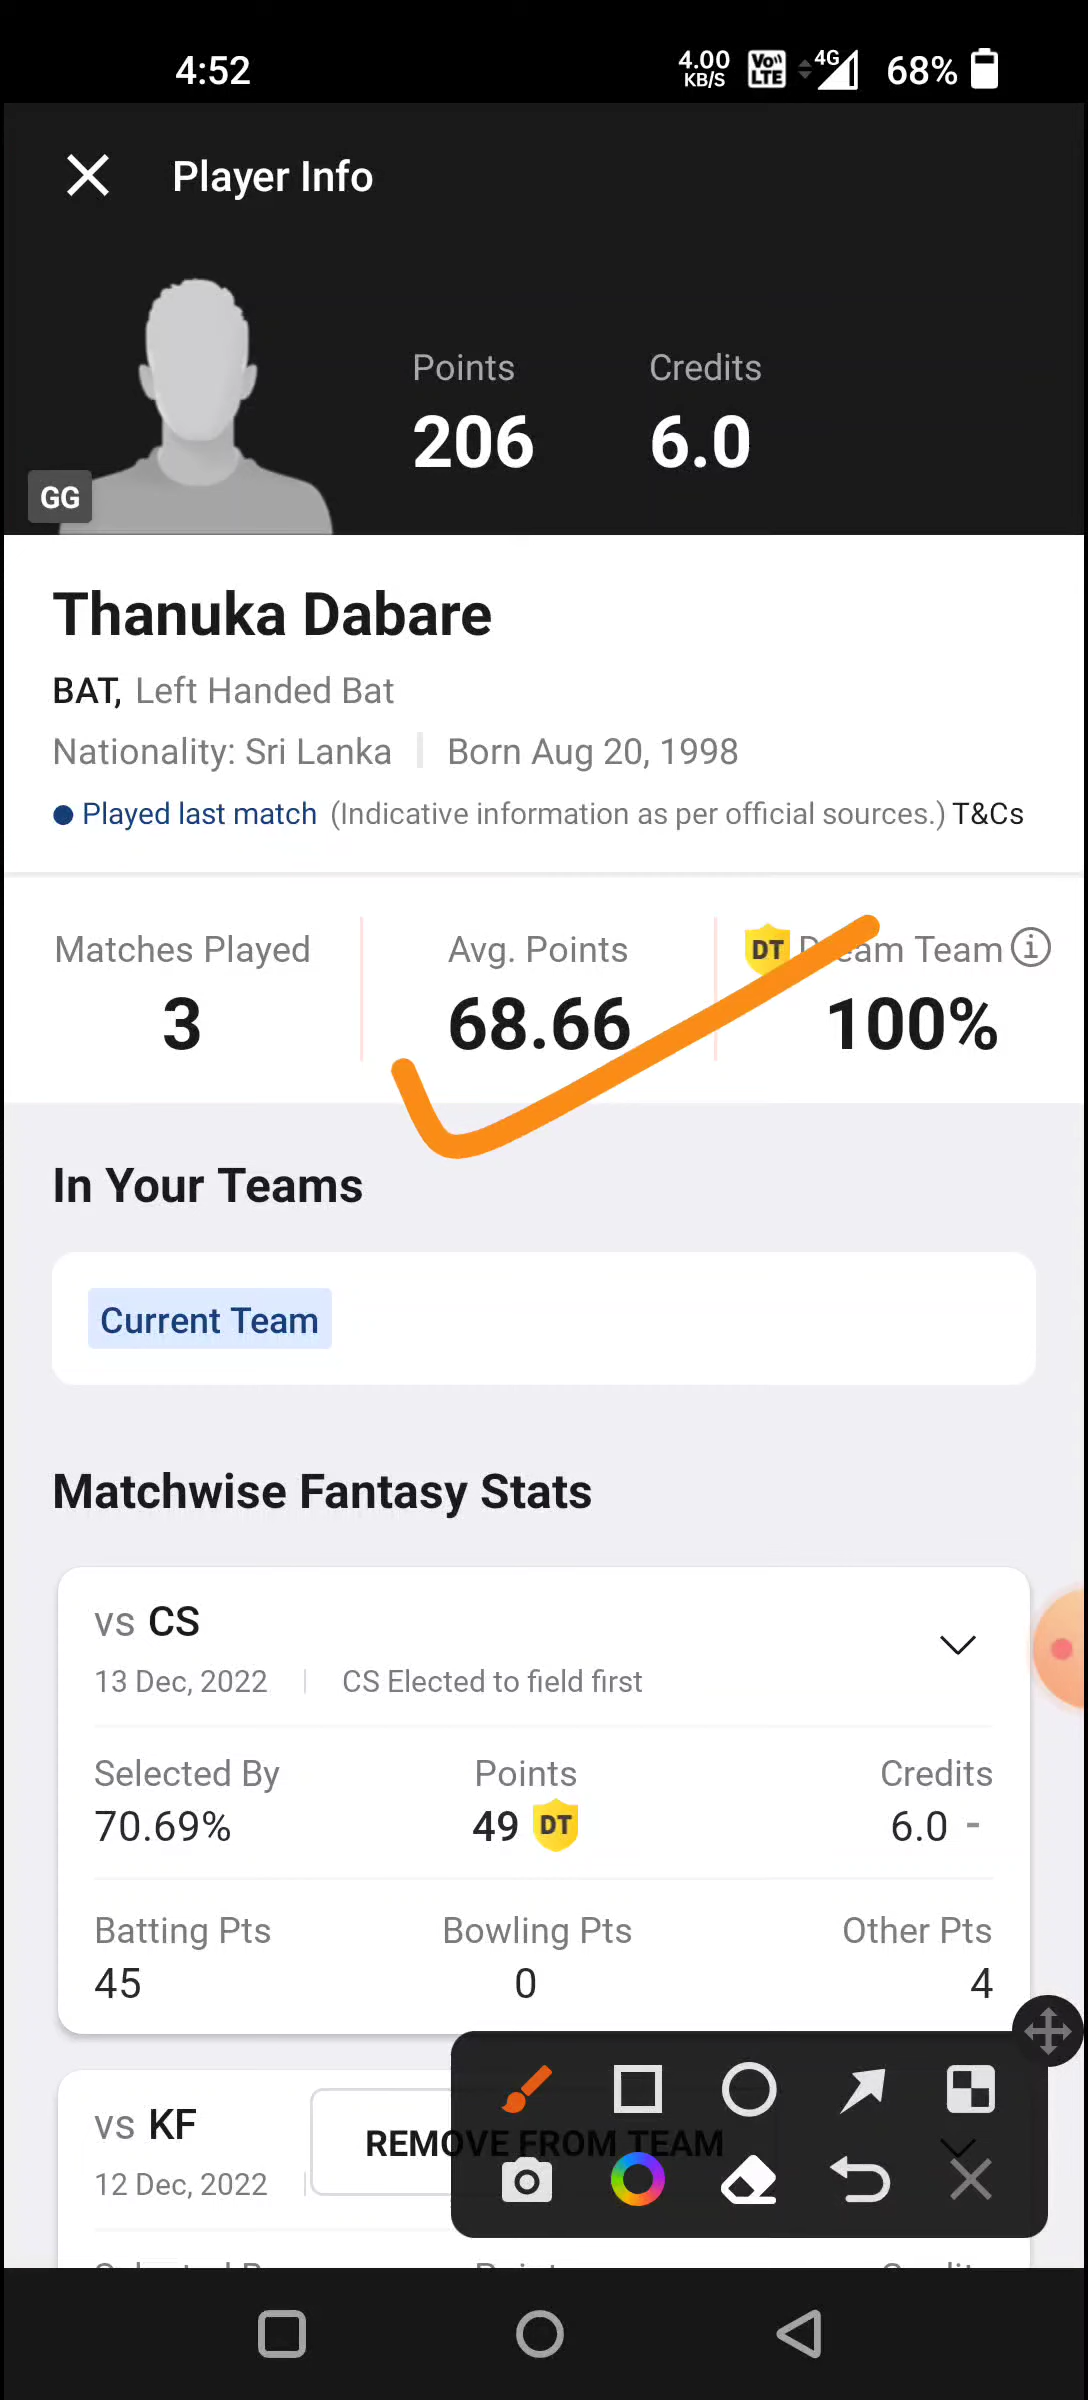 4:52 4.00 KB/S Vo)) LTE 4G 68%
Player Info
Points Credits
206 6.0
GG
Thanuka Dabare
BAT, Left Handed Bat
Nationality: Sri Lanka Born Aug 20, 1998
Played last match (Indicative information as per official sources.) T&Cs
Matches Played Avg. Points DT Dream Team
3 68.66 100%
In Your Teams
Current Team
Matchwise Fantasy Stats
vs CS
13 Dec, 2022 CS Elected to field first
Selected By Points Credits
70.69% 49 DT 6.0 -
Batting Pts Bowling Pts Other Pts
45 0 4
vs KF
REMOVE FROM TEAM
12 Dec, 2022